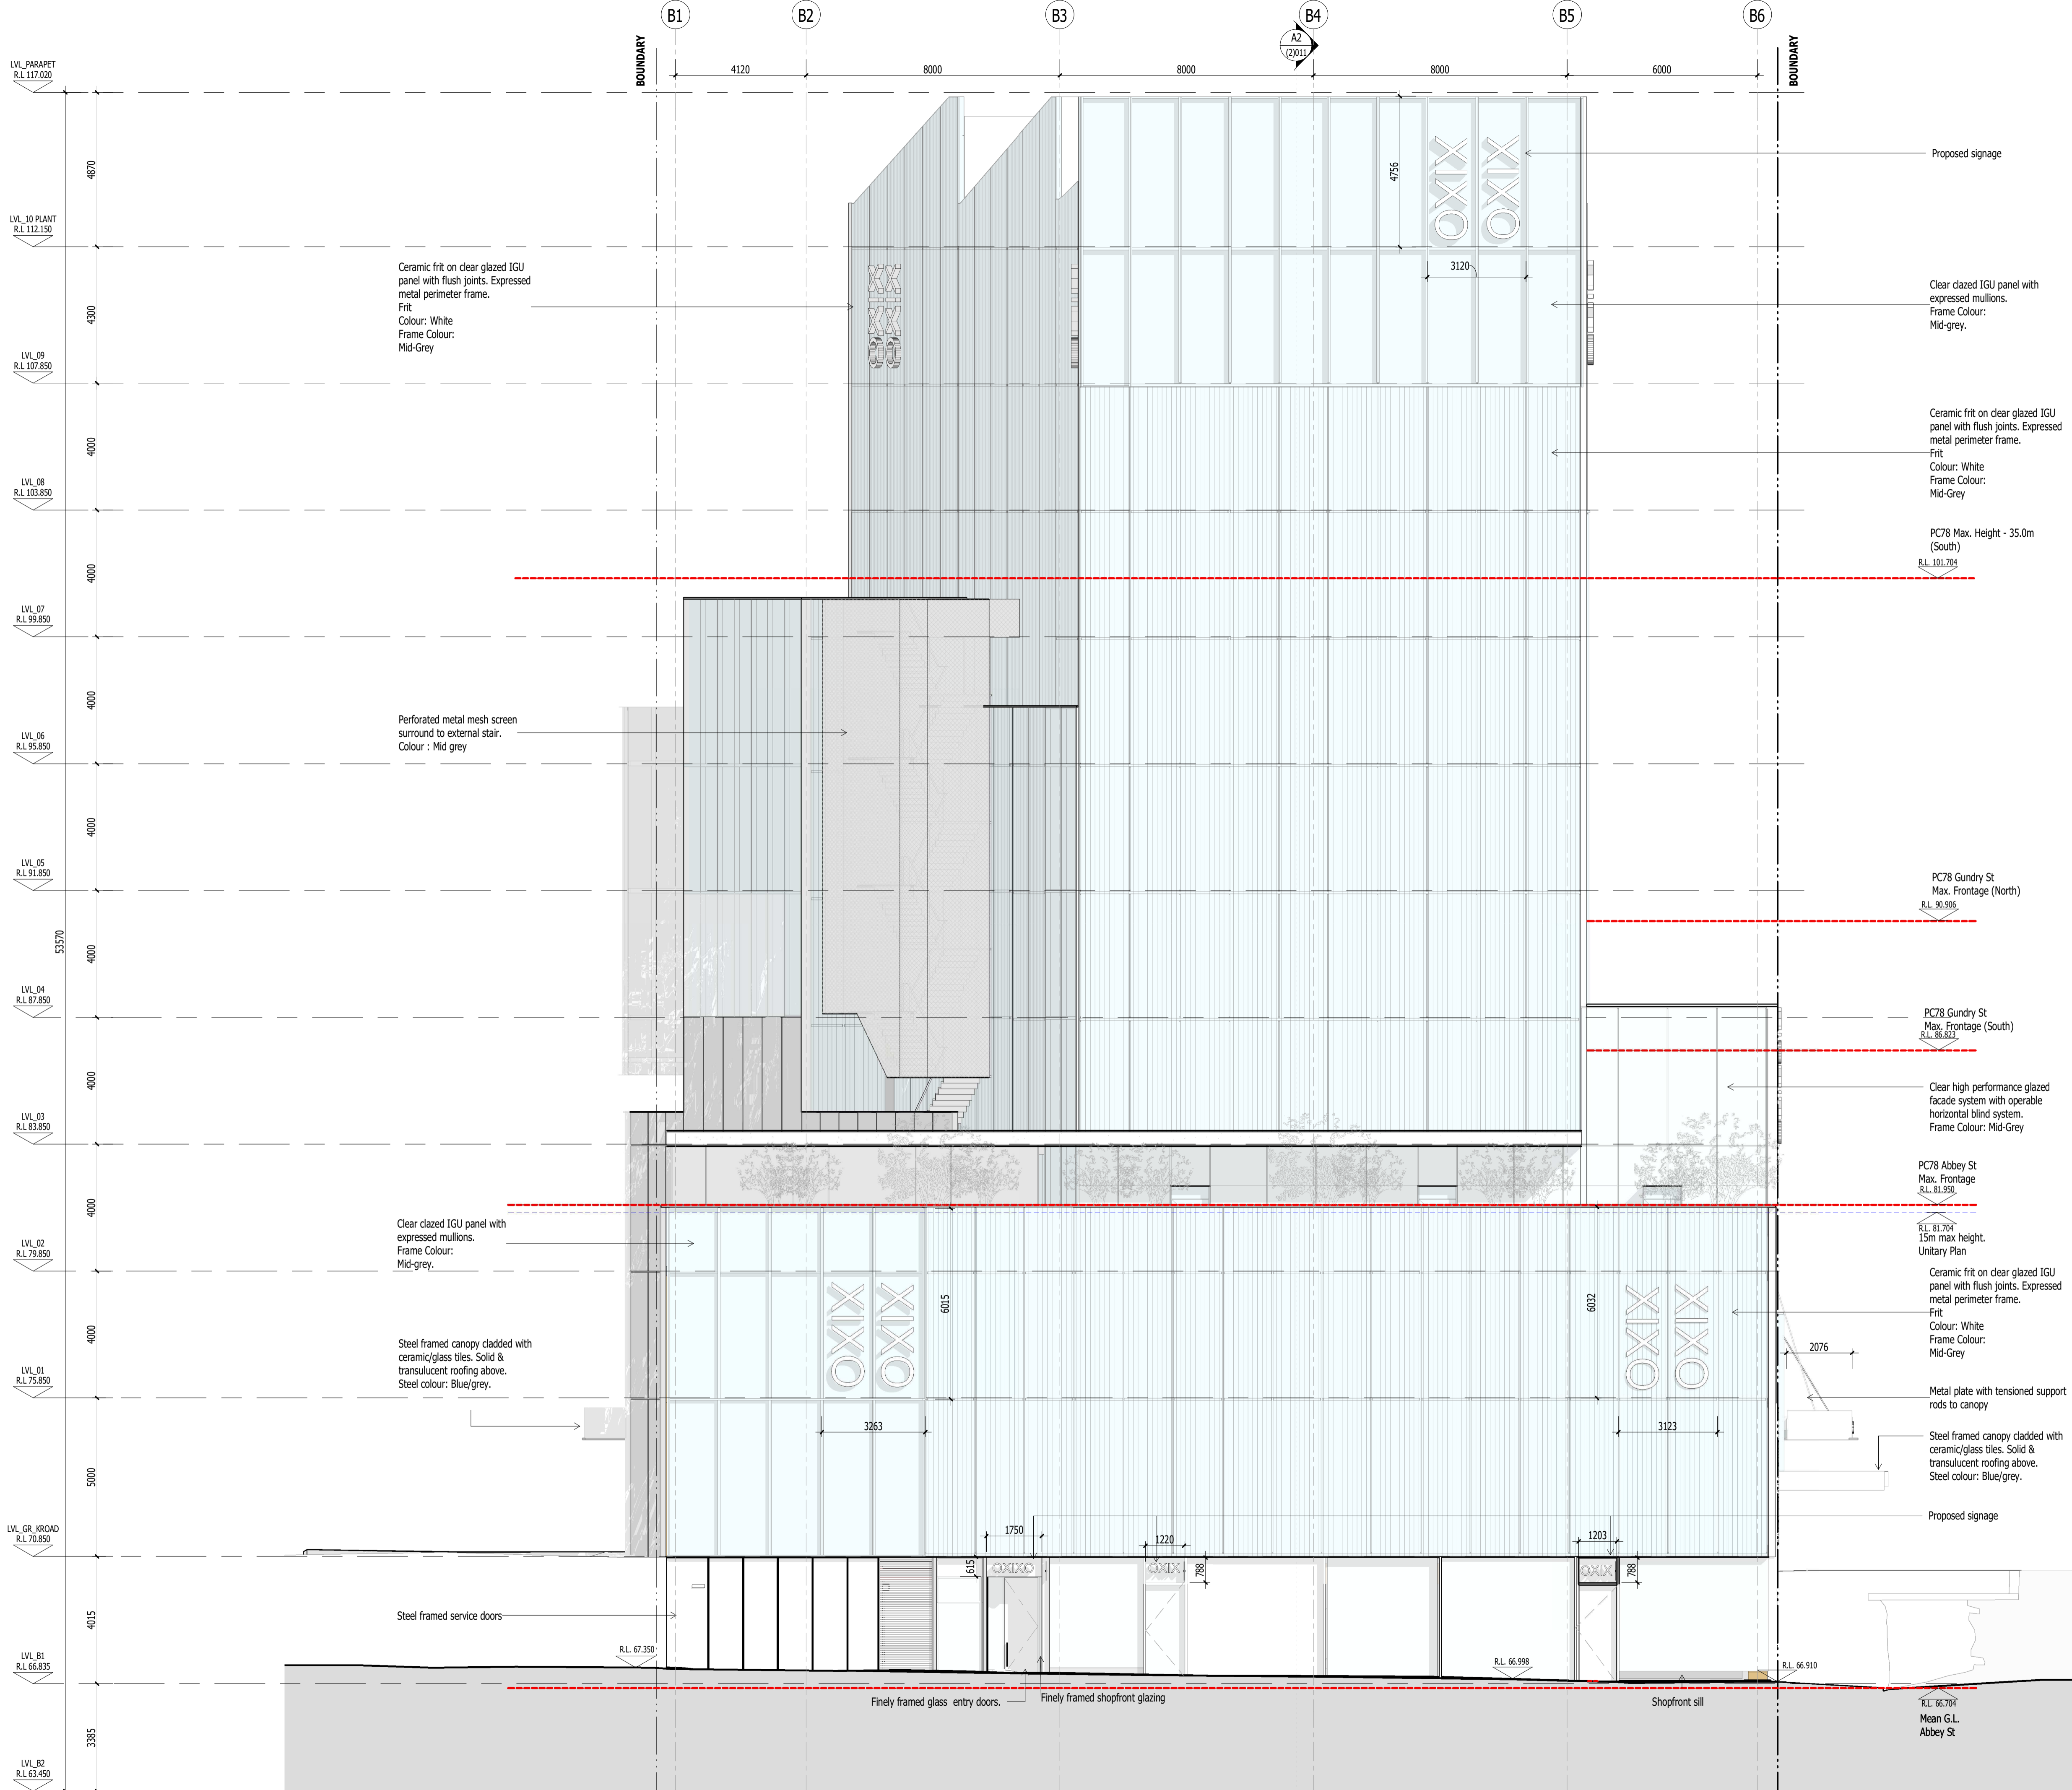 B1
B2
B3
B4
B5
B6
A2
(2)011
BOUNDARY
BOUNDARY
4120
8000
8000
8000
6000
LVL_PARAPET
R.L 117.020
4870
LVL_10 PLANT
R.L 112.150
4300
LVL_09
R.L 107.850
4000
LVL_08
R.L 103.850
4000
LVL_07
R.L 99.850
4000
LVL_06
R.L 95.850
4000
LVL_05
R.L 91.850
53570
4000
LVL_04
R.L 87.850
4000
LVL_03
R.L 83.850
4000
LVL_02
R.L 79.850
4000
LVL_01
R.L 75.850
5000
LVL_GR_KROAD
R.L 70.850
4015
LVL_B1
R.L 66.835
3385
LVL_B2
R.L 63.450
Ceramic frit on clear glazed IGU
panel with flush joints. Expressed
metal perimeter frame.
Frit
Colour: White
Frame Colour:
Mid-Grey
Perforated metal mesh screen
surround to external stair.
Colour : Mid grey
Clear clazed IGU panel with
expressed mullions.
Frame Colour:
Mid-grey.
Steel framed canopy cladded with
ceramic/glass tiles. Solid &
transulucent roofing above.
Steel colour: Blue/grey.
Steel framed service doors
R.L. 67.350
OXIX
OXIX
4756
OXIX
OXIX
3120
OXIX
OXIX
6015
3263
6032
OXIX
OXIX
3123
1750
615
OXIXO
1220
OXIX
788
1203
OXIX
788
Finely framed glass entry doors.
Finely framed shopfront glazing
R.L. 66.998
Shopfront sill
R.L. 66.910
Proposed signage
Clear clazed IGU panel with
expressed mullions.
Frame Colour:
Mid-grey.
Ceramic frit on clear glazed IGU
panel with flush joints. Expressed
metal perimeter frame.
Frit
Colour: White
Frame Colour:
Mid-Grey
PC78 Max. Height - 35.0m
(South)
R.L. 101.704
PC78 Gundry St
Max. Frontage (North)
R.L. 90.906
PC78 Gundry St
Max. Frontage (South)
R.L. 86.823
Clear high performance glazed
facade system with operable
horizontal blind system.
Frame Colour: Mid-Grey
PC78 Abbey St
Max. Frontage
R.L. 81.950
R.L. 81.704
15m max height.
Unitary Plan
Ceramic frit on clear glazed IGU
panel with flush joints. Expressed
metal perimeter frame.
Frit
Colour: White
Frame Colour:
Mid-Grey
2076
Metal plate with tensioned support
rods to canopy
Steel framed canopy cladded with
ceramic/glass tiles. Solid &
transulucent roofing above.
Steel colour: Blue/grey.
Proposed signage
R.L. 66.704
Mean G.L.
Abbey St